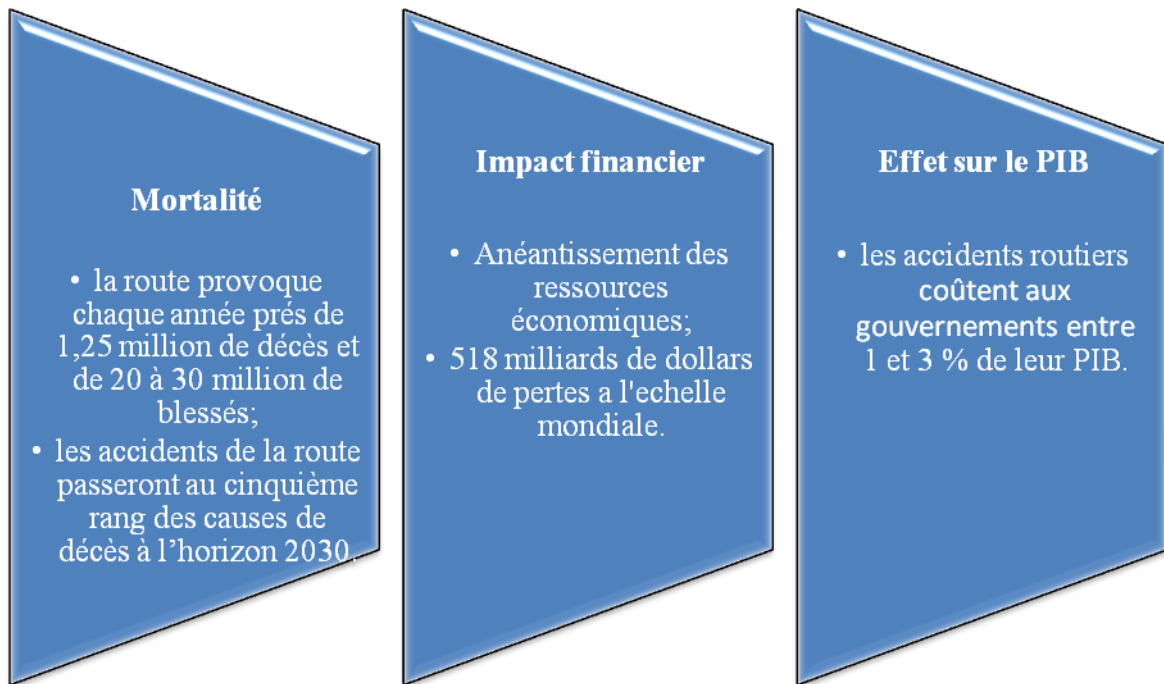 Mortalité
• la route provoque
chaque année prés de
1,25 million de décès et
de 20 à 30 million de
blessés;
• les accidents de la route
passeront au cinquième
rang des causes de
décès à l’horizon 2030.
Impact financier
• Anéantissement des
ressources
économiques;
• 518 milliards de dollars
de pertes a l'echelle
mondiale.
Effet sur le PIB
• les accidents routiers
coûtent aux
gouvernements entre
1 et 3 % de leur PIB.